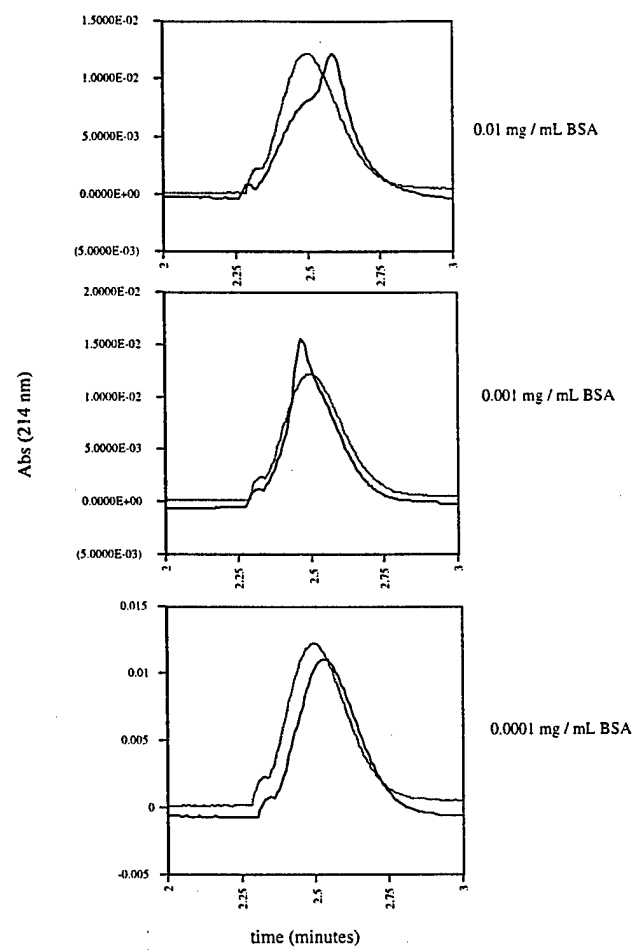 1.5000E-02
1.0000E-02
5.0000E-03
0.0000E+00
(5.0000E-03)
2
2.25
2.5
2.75
3
0.01 mg / mL BSA
2.0000E-02
1.5000E-02
1.0000E-02
5.0000E-03
0.0000E+00
(5.0000E-03)
2
2.25
2.5
2.75
3
0.001 mg / mL BSA
Abs (214 nm)
0.015
0.01
0.005
0
-0.005
2
2.25
2.5
2.75
3
0.0001 mg / mL BSA
time (minutes)